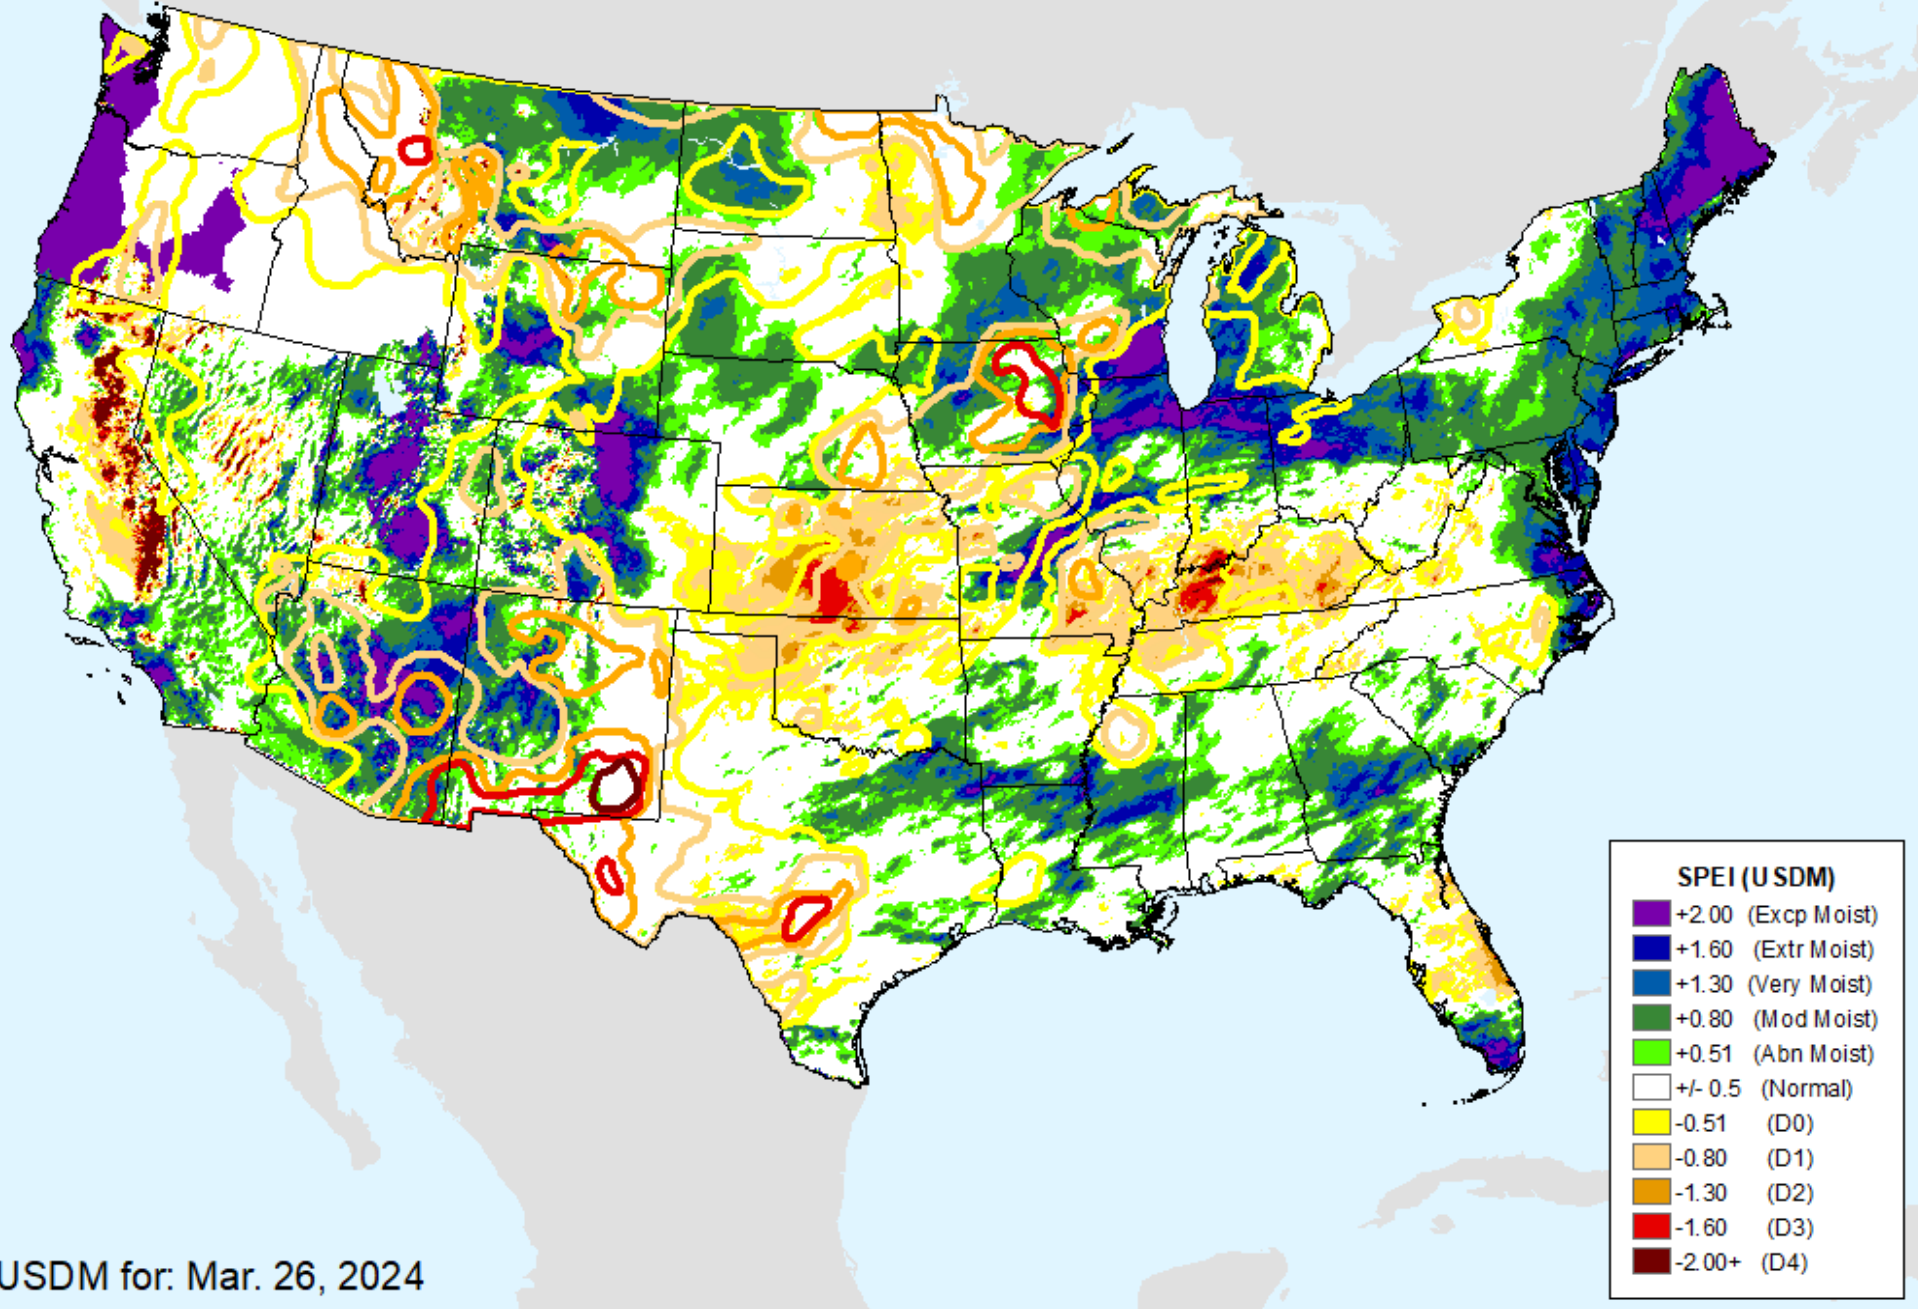 SPEI (USDM)
+2.00 (Excp Moist)
+1.60 (Extr Moist)
+1.30 (Very Moist)
+0.80 (Mod Moist)
+0.51 (Abn Moist)
+/- 0.5 (Normal)
-0.51 (D0)
-0.80 (D1)
-1.30 (D2)
-1.60 (D3)
-2.00+ (D4)
USDM for: Mar. 26, 2024